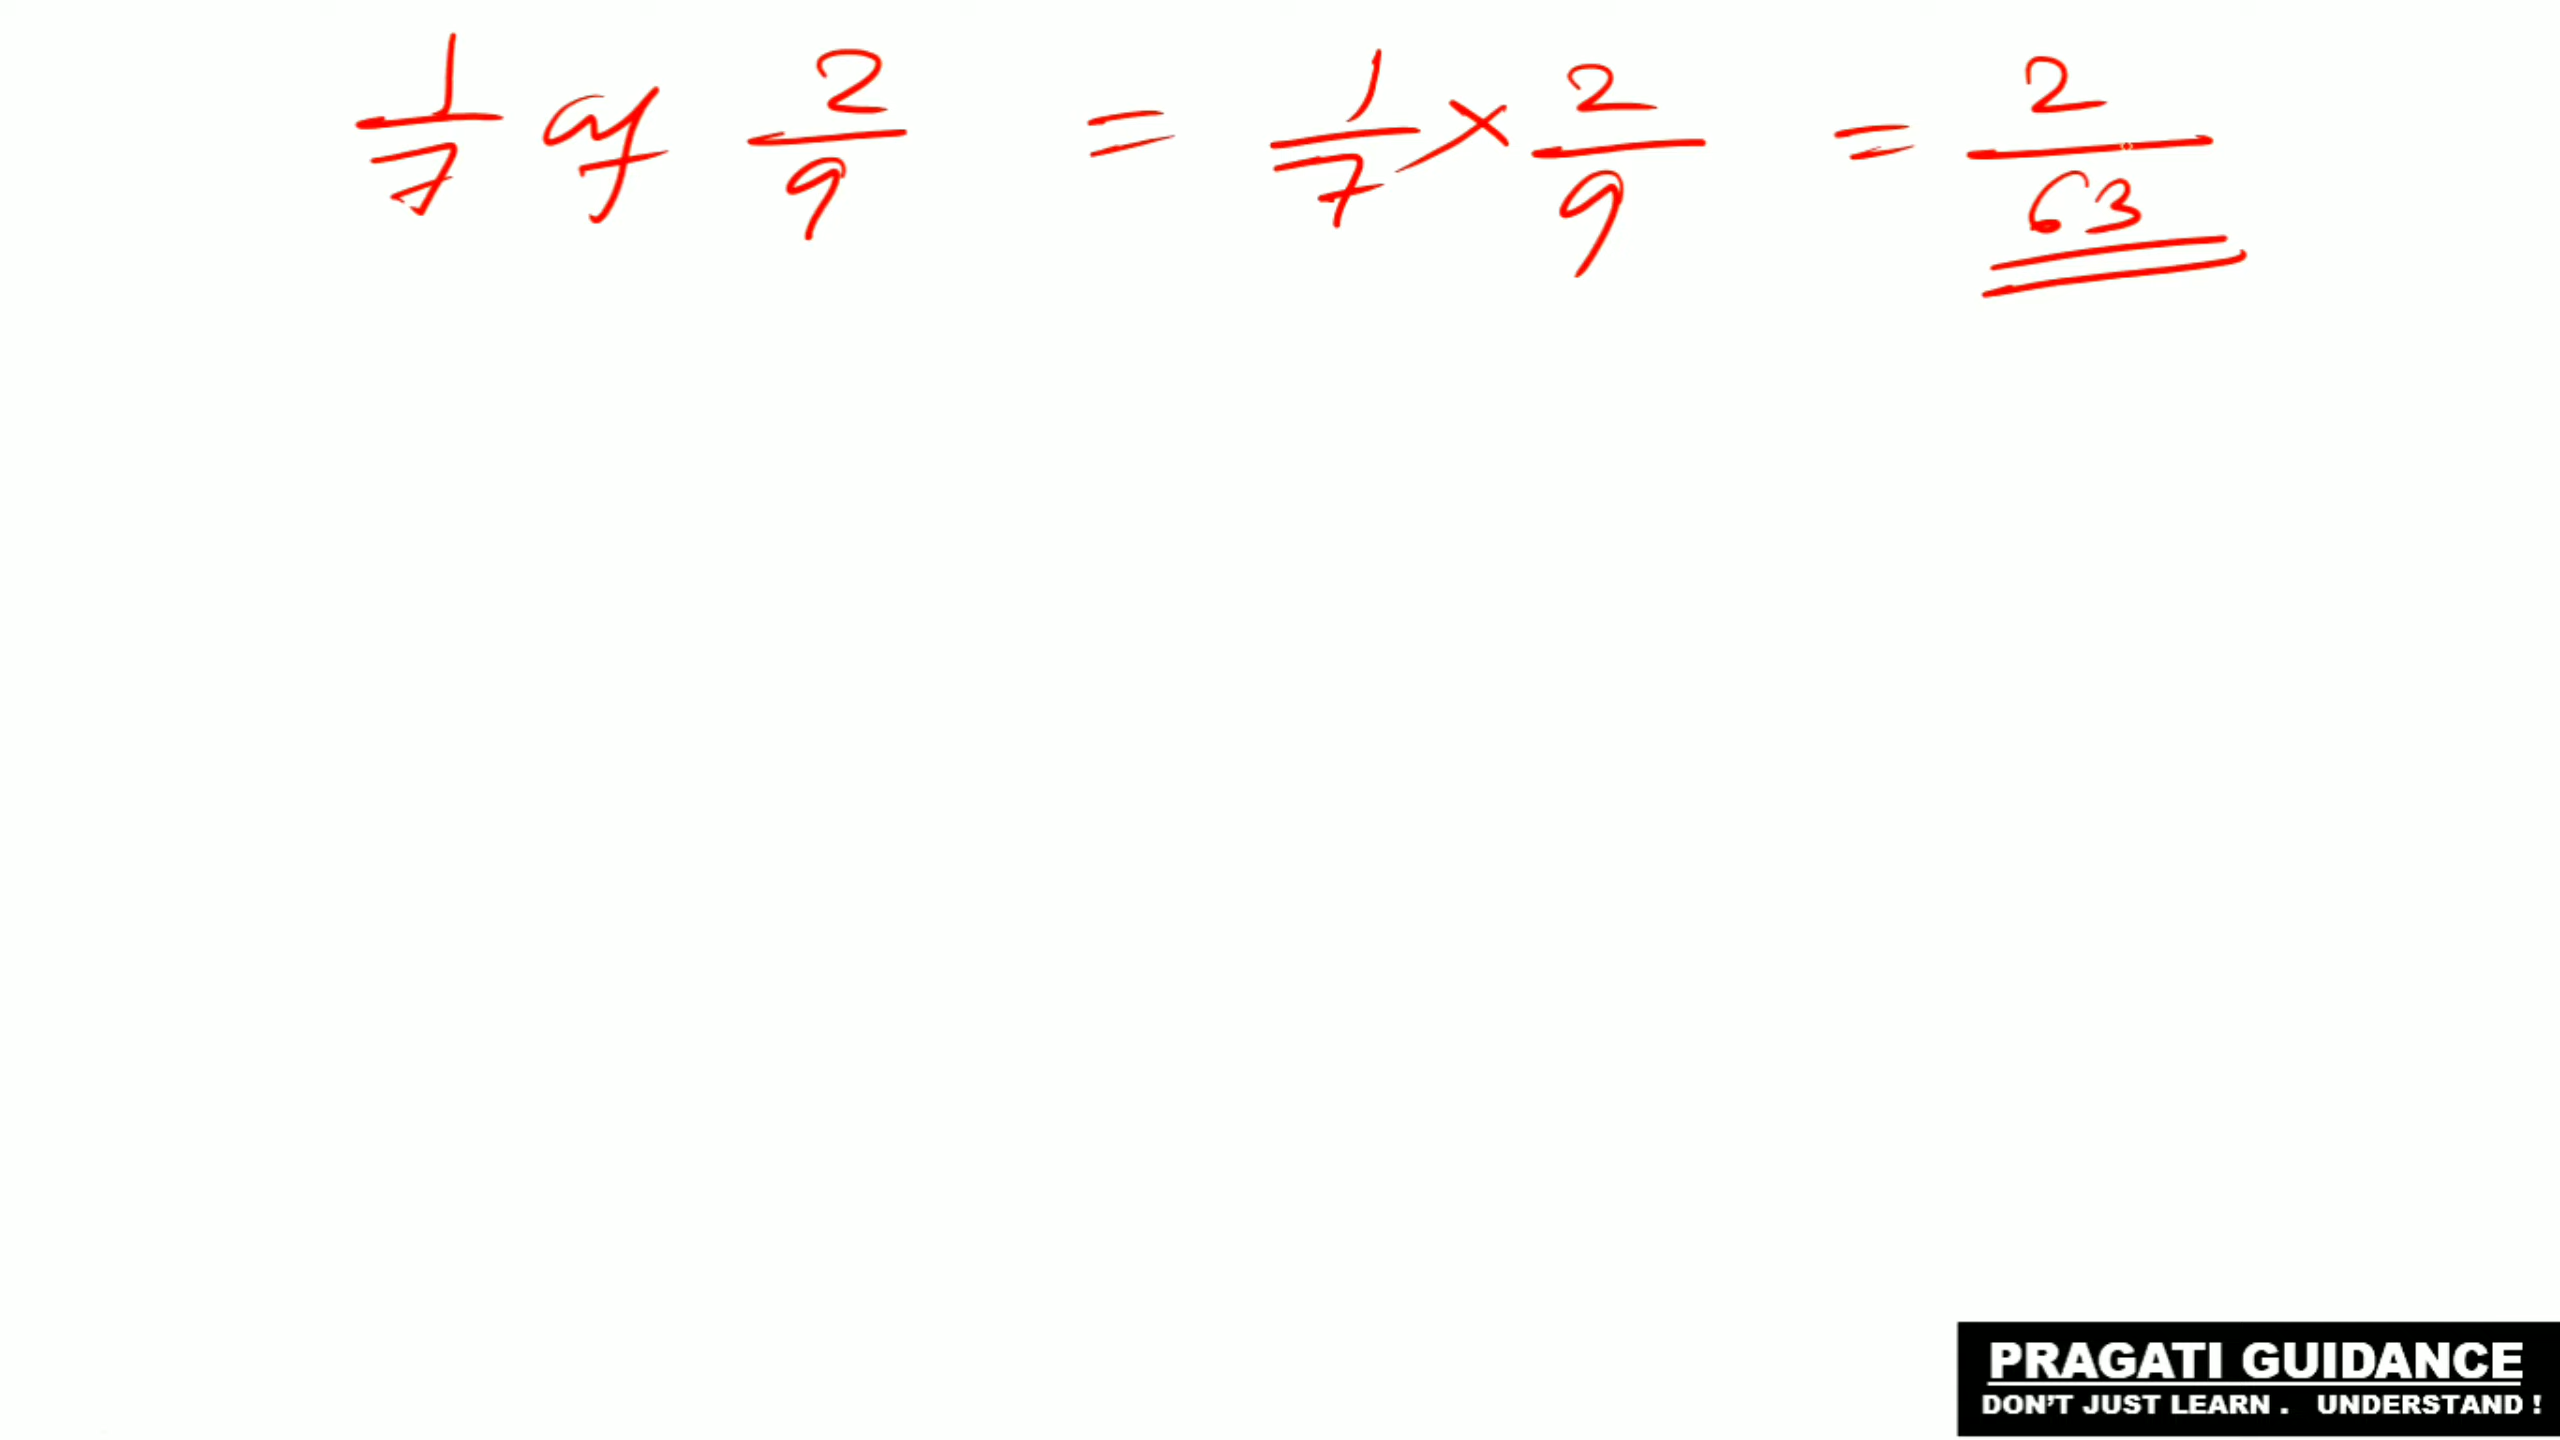 1/7 of 2/9 = 1/7 × 2/9 = 2/63
PRAGATI GUIDANCE
DON'T JUST LEARN . UNDERSTAND !